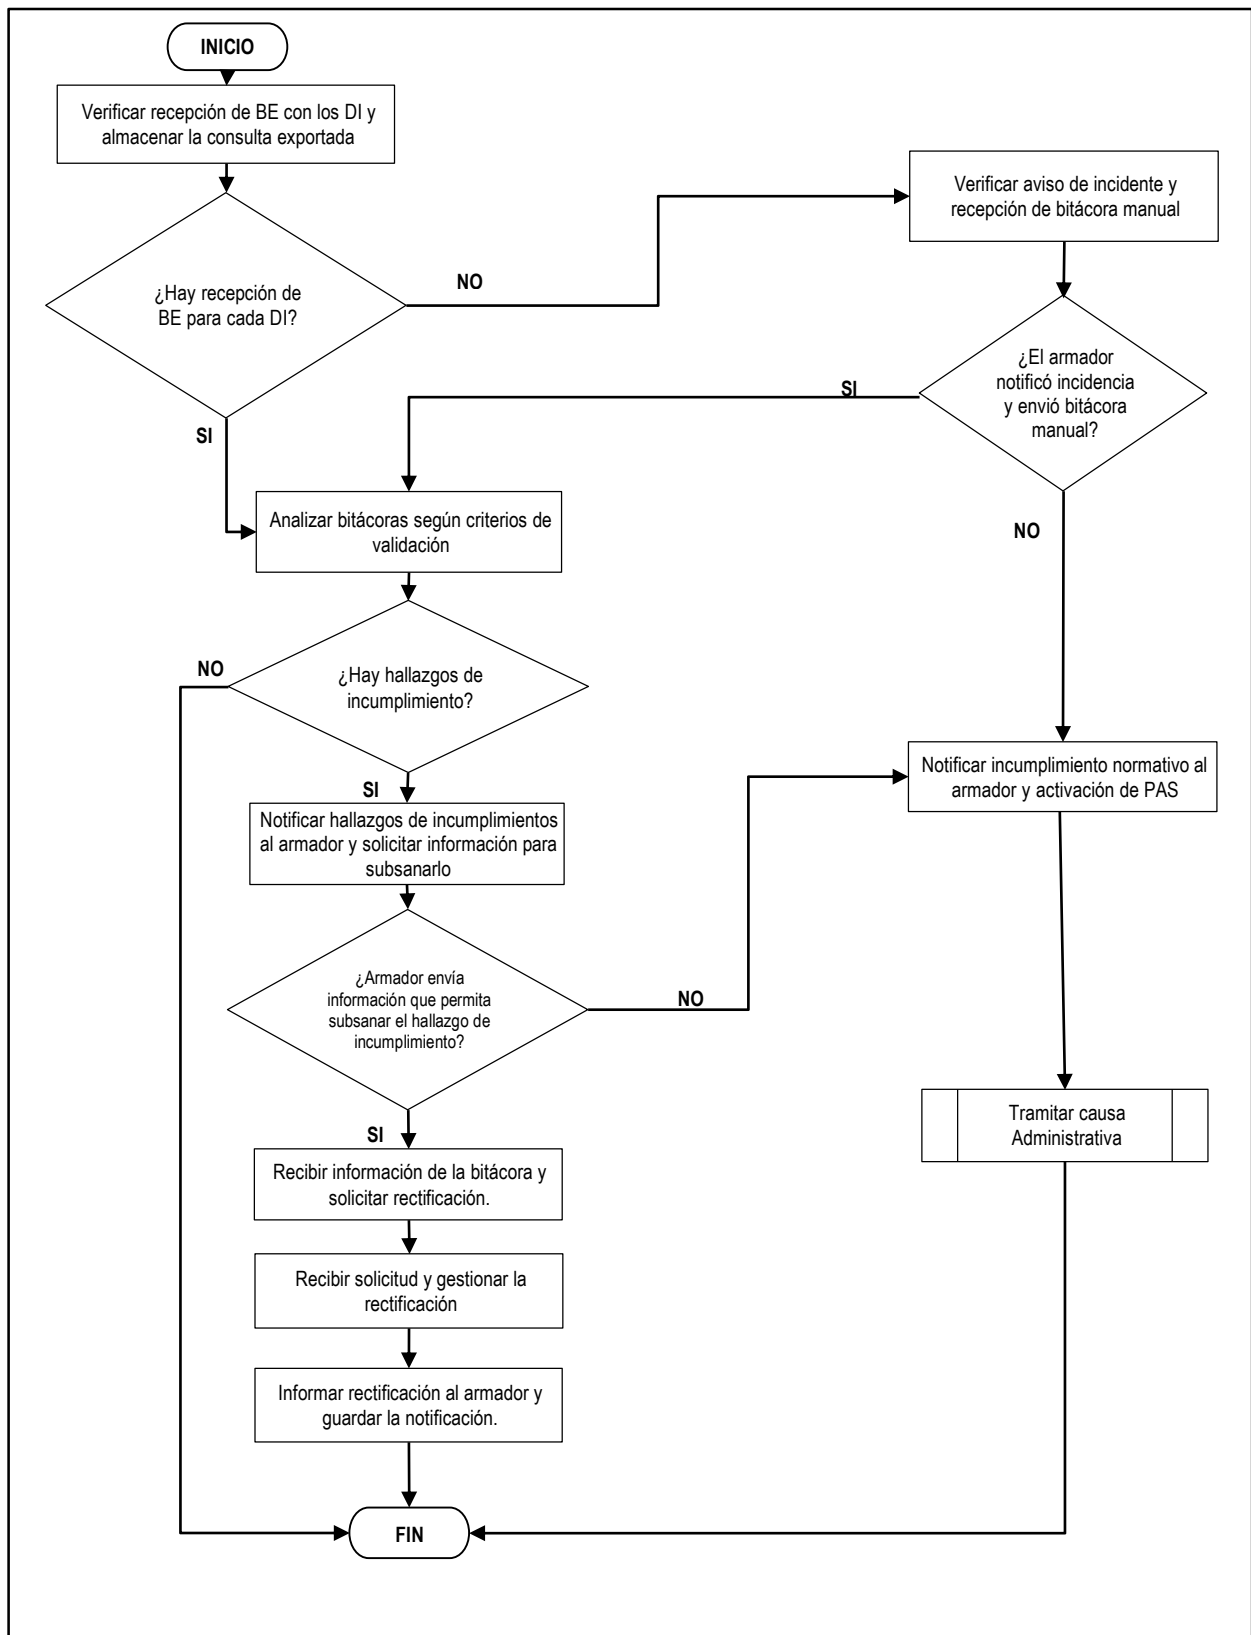 INICIO
Verificar recepción de BE con los DI y
almacenar la consulta exportada
Verificar aviso de incidente y
recepción de bitácora manual
¿Hay recepción de
BE para cada DI?
NO
¿El armador
notificó incidencia
y envió bitácora
manual?
SI
SI
Analizar bitácoras según criterios de
validación
NO
NO
¿Hay hallazgos de
incumplimiento?
SI
Notificar incumplimiento normativo al
armador y activación de PAS
Notificar hallazgos de incumplimientos
al armador y solicitar información para
subsanarlo
¿Armador envía
información que permita
subsanar el hallazgo de
incumplimiento?
NO
SI
Tramitar causa
Administrativa
Recibir información de la bitácora y
solicitar rectificación.
Recibir solicitud y gestionar la
rectificación
Informar rectificación al armador y
guardar la notificación.
FIN